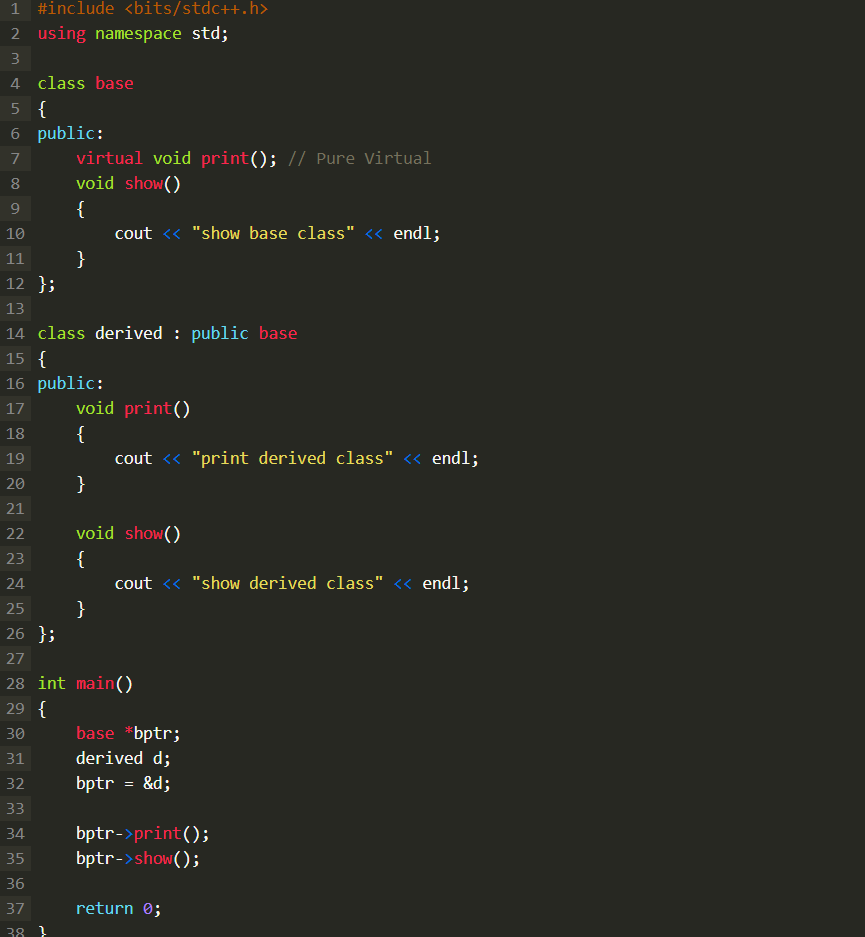 1 #include <bits/stdc++.h>
2 using namespace std;
3
4 class base
5 {
6 public:
7     virtual void print(); // Pure Virtual
8     void show()
9     {
10         cout << "show base class" << endl;
11     }
12 };
13
14 class derived : public base
15 {
16 public:
17     void print()
18     {
19         cout << "print derived class" << endl;
20     }
21
22     void show()
23     {
24         cout << "show derived class" << endl;
25     }
26 };
27
28 int main()
29 {
30     base *bptr;
31     derived d;
32     bptr = &d;
33
34     bptr->print();
35     bptr->show();
36
37     return 0;
38 }